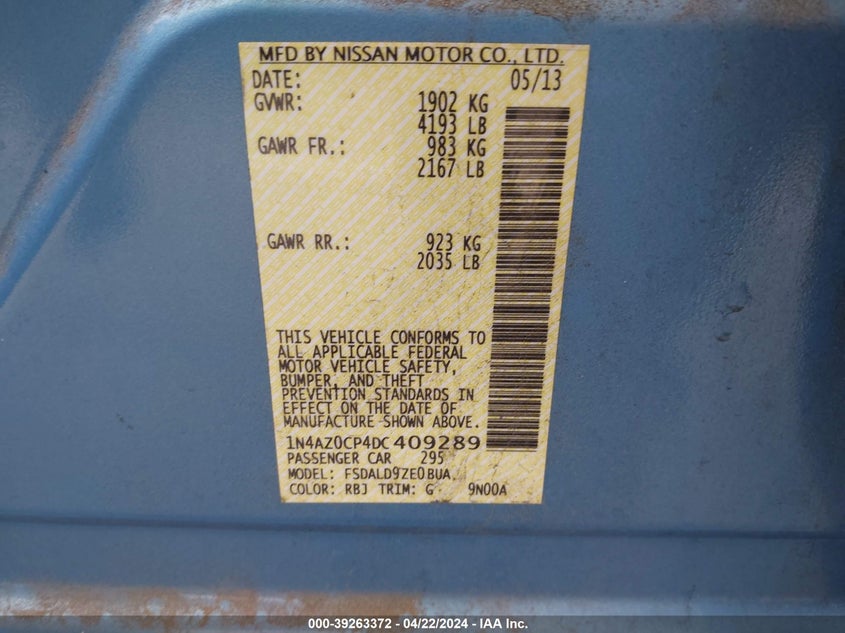 MFD BY NISSAN MOTOR CO., LTD.
DATE: 05/13
GVWR: 1902 KG
4193 LB
GAWR FR.: 983 KG
2167 LB
GAWR RR.: 923 KG
2035 LB
THIS VEHICLE CONFORMS TO
ALL APPLICABLE FEDERAL
MOTOR VEHICLE SAFETY,
BUMPER, AND THEFT
PREVENTION STANDARDS IN
EFFECT ON THE DATE OF
MANUFACTURE SHOWN ABOVE.
1N4AZ0CP4DC409289
PASSENGER CAR 295
MODEL: FSDALD9ZE0BUA
COLOR: RBJ TRIM: G 9N00A
000-39263372 - 04/22/2024 - IAA Inc.